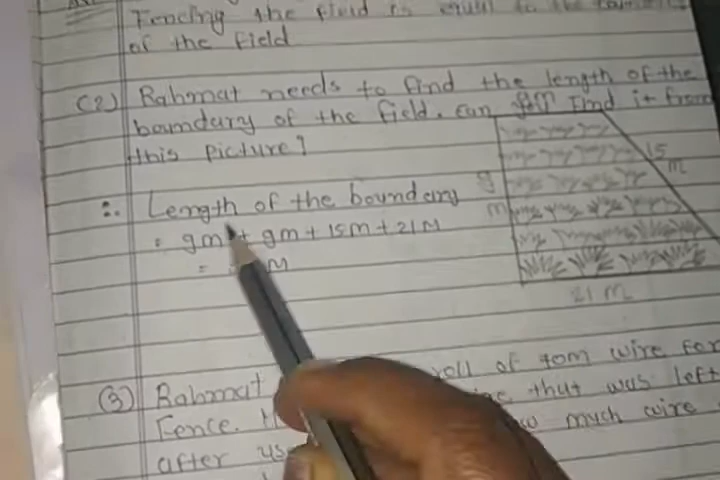 Fencing the field is equal to the
of the field
(2) Rahmat needs to find the length of the
boundary of the field. can you find it from
this picture?
15
m
9
m
∴ Length of the boundary
= 9m + 9m + 15m + 21M
= M
21 m
(3) Rahmat roll of 40m wire for
Fence. that was left
after much wire